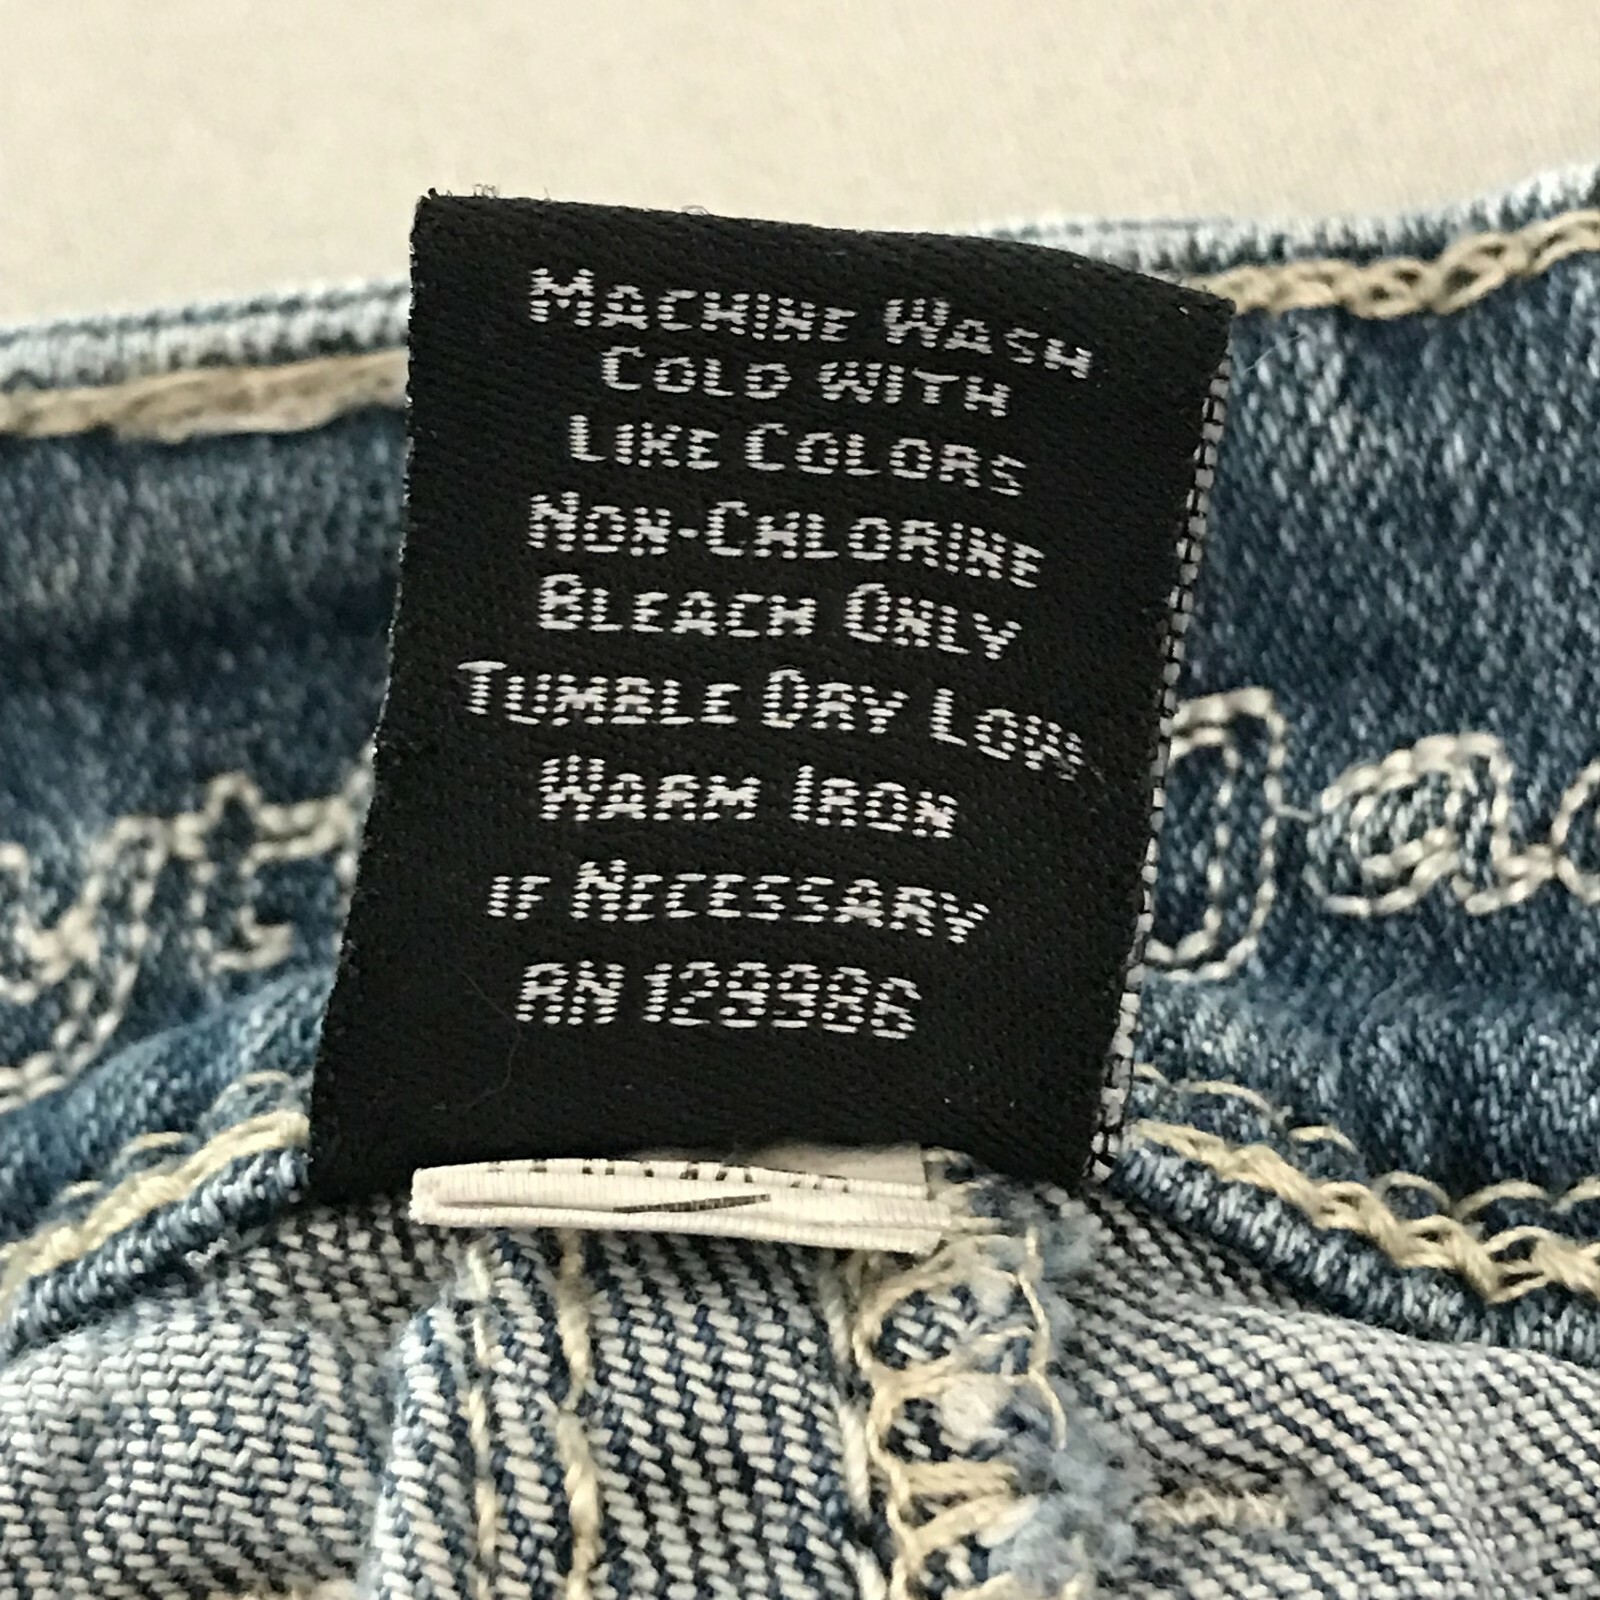 Machine Wash
Cold with
Like Colors
Non-Chlorine
Bleach Only
Tumble Dry Low
Warm Iron
if Necessary
RN 129986